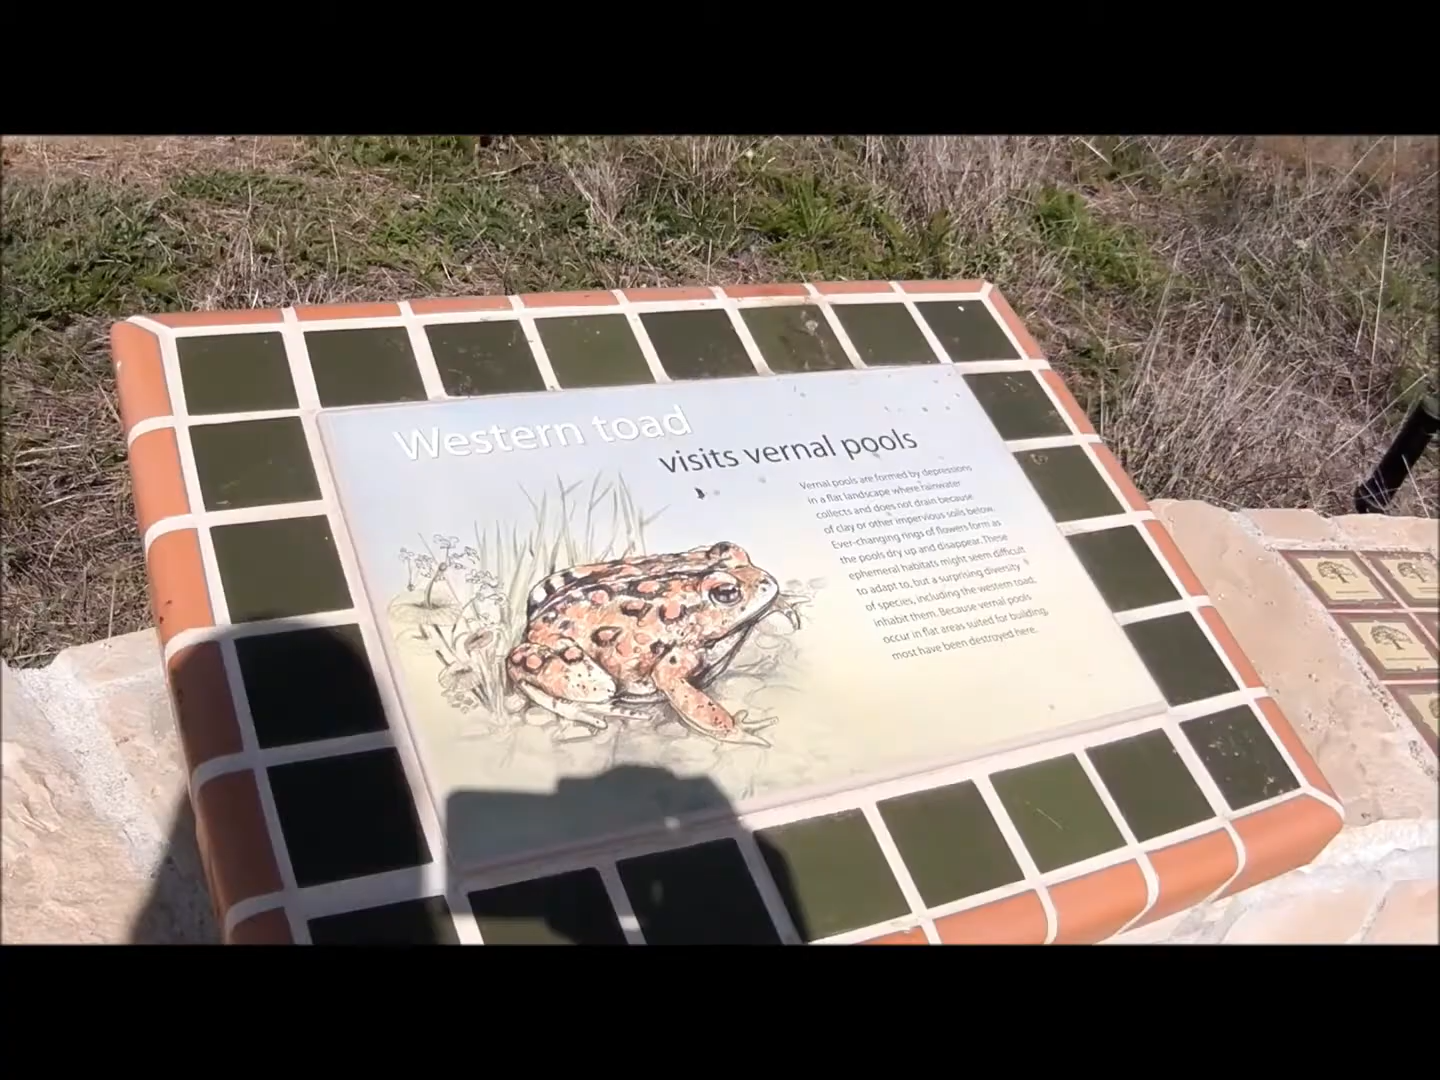 Western toad
visits vernal pools
Vernal pools are formed by depressions
in a flat landscape where rainwater
collects and does not drain because
of clay or other impervious soils below.
Ever-changing rings of flowers form as
the pools dry up and disappear. These
ephemeral habitats might seem difficult
to adapt to, but a surprising diversity
of species, including the western toad,
inhabit them. Because vernal pools
occur in flat areas suited for building,
most have been destroyed here.